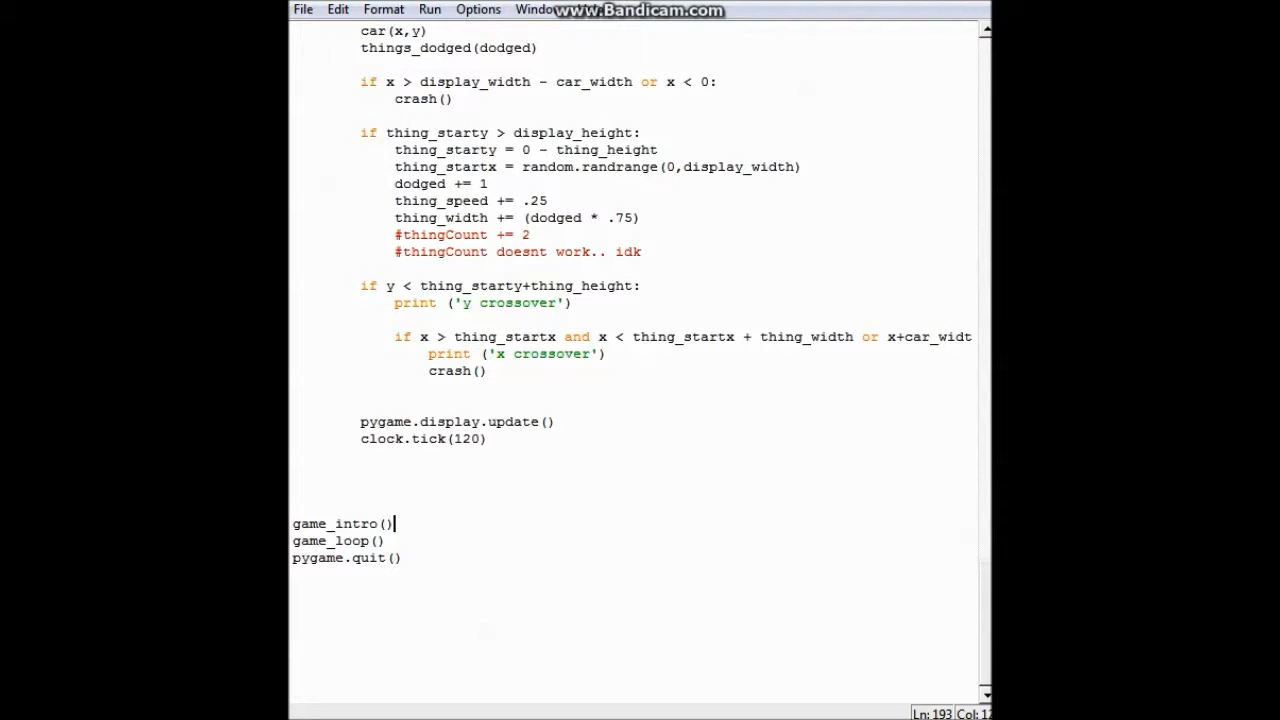 File Edit Format Run Options Windo
www.Bandicam.com
car(x,y)
things_dodged(dodged)
if x > display_width - car_width or x < 0:
crash()
if thing_starty > display_height:
thing_starty = 0 - thing_height
thing_startx = random.randrange(0,display_width)
dodged += 1
thing_speed += .25
thing_width += (dodged * .75)
#thingCount += 2
#thingCount doesnt work.. idk
if y < thing_starty+thing_height:
print ('y crossover')
if x > thing_startx and x < thing_startx + thing_width or x+car_widt
print ('x crossover')
crash()
pygame.display.update()
clock.tick(120)
game_intro()
game_loop()
pygame.quit()
Ln: 193 Col: 12